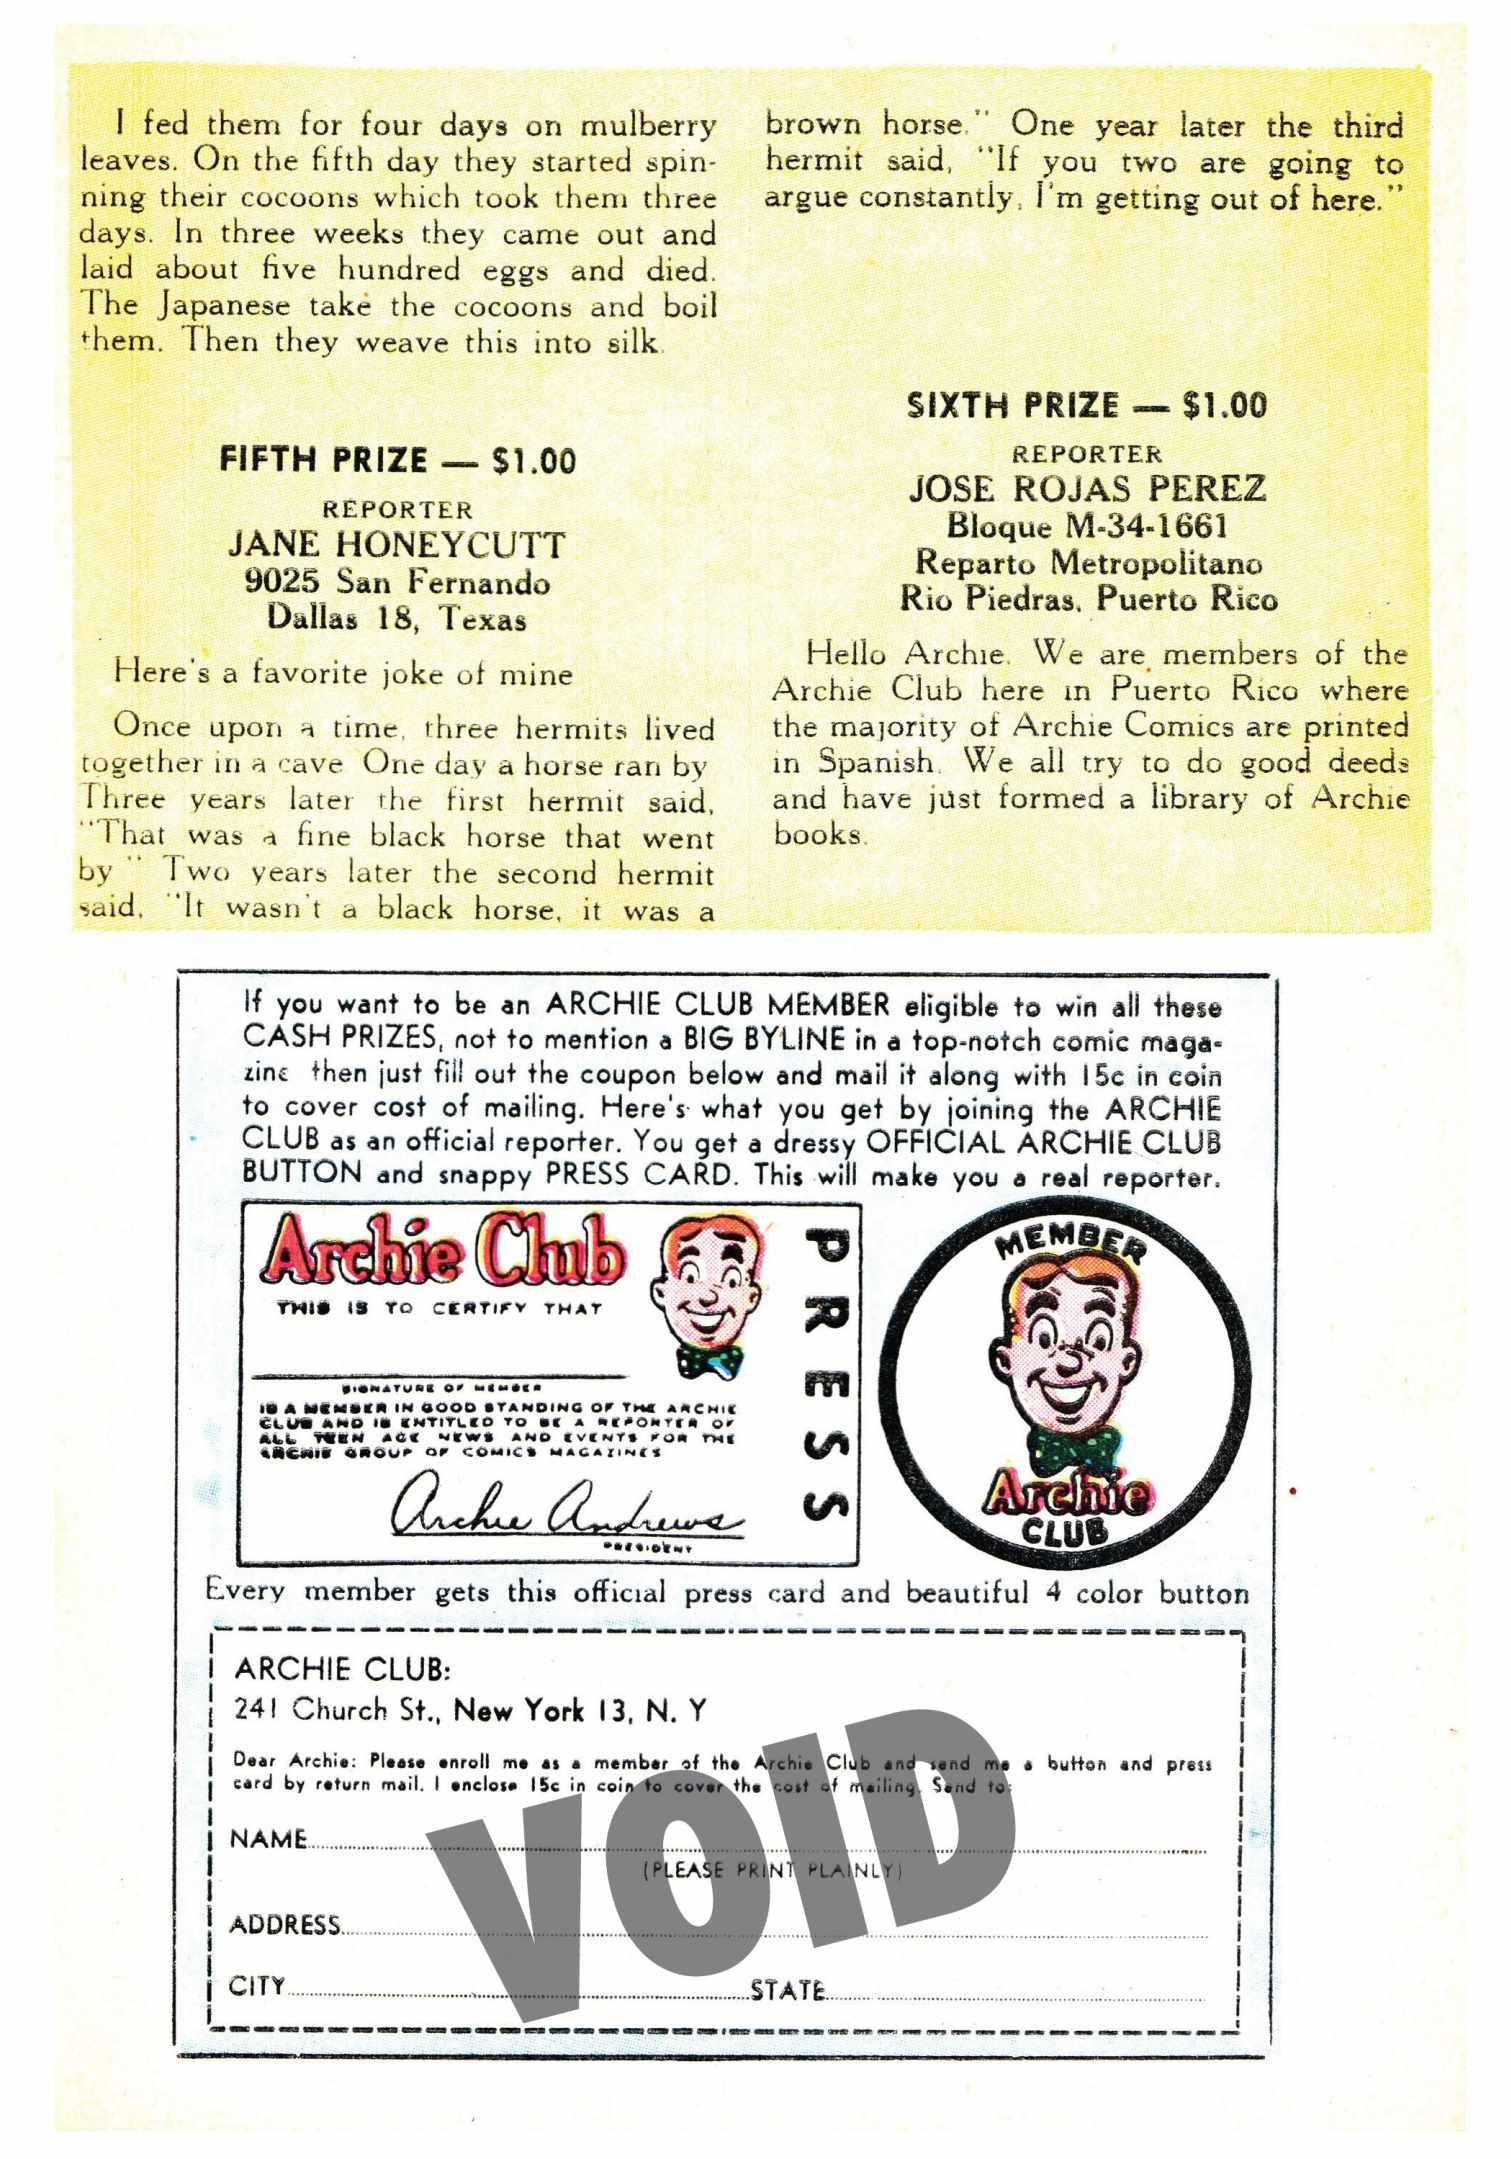 I fed them for four days on mulberry
leaves. On the fifth day they started spin-
ning their cocoons which took them three
days. In three weeks they came out and
laid about five hundred eggs and died.
The Japanese take the cocoons and boil
them. Then they weave this into silk.
FIFTH PRIZE — $1.00
REPORTER
JANE HONEYCUTT
9025 San Fernando
Dallas 18, Texas
Here's a favorite joke of mine
Once upon a time, three hermits lived
together in a cave One day a horse ran by
Three years later the first hermit said,
"That was a fine black horse that went
by" Two years later the second hermit
said, "It wasn't a black horse, it was a
brown horse." One year later the third
hermit said, "If you two are going to
argue constantly, I'm getting out of here."
SIXTH PRIZE — $1.00
REPORTER
JOSE ROJAS PEREZ
Bloque M-34-1661
Reparto Metropolitano
Rio Piedras, Puerto Rico
Hello Archie. We are members of the
Archie Club here in Puerto Rico where
the majority of Archie Comics are printed
in Spanish. We all try to do good deeds
and have just formed a library of Archie
books.
If you want to be an ARCHIE CLUB MEMBER eligible to win all these
CASH PRIZES, not to mention a BIG BYLINE in a top-notch comic maga-
zine then just fill out the coupon below and mail it along with 15c in coin
to cover cost of mailing. Here's what you get by joining the ARCHIE
CLUB as an official reporter. You get a dressy OFFICIAL ARCHIE CLUB
BUTTON and snappy PRESS CARD. This will make you a real reporter.
Archie Club
THIS IS TO CERTIFY THAT
SIGNATURE OF MEMBER
IS A MEMBER IN GOOD STANDING OF THE ARCHIE
CLUB AND IS ENTITLED TO BE A REPORTER OF
ALL TEEN AGE NEWS AND EVENTS FOR THE
ARCHIE GROUP OF COMICS MAGAZINES
Archie Andrews
PRESIDENT
PRESS
MEMBER
Archie
CLUB
Every member gets this official press card and beautiful 4 color button
ARCHIE CLUB:
241 Church St., New York 13, N. Y
Dear Archie: Please enroll me as a member of the Archie Club and send me a button and press
card by return mail. I enclose 15c in coin to cover the cost of mailing. Send to:
NAME
(PLEASE PRINT PLAINLY)
ADDRESS
CITY STATE
VOID